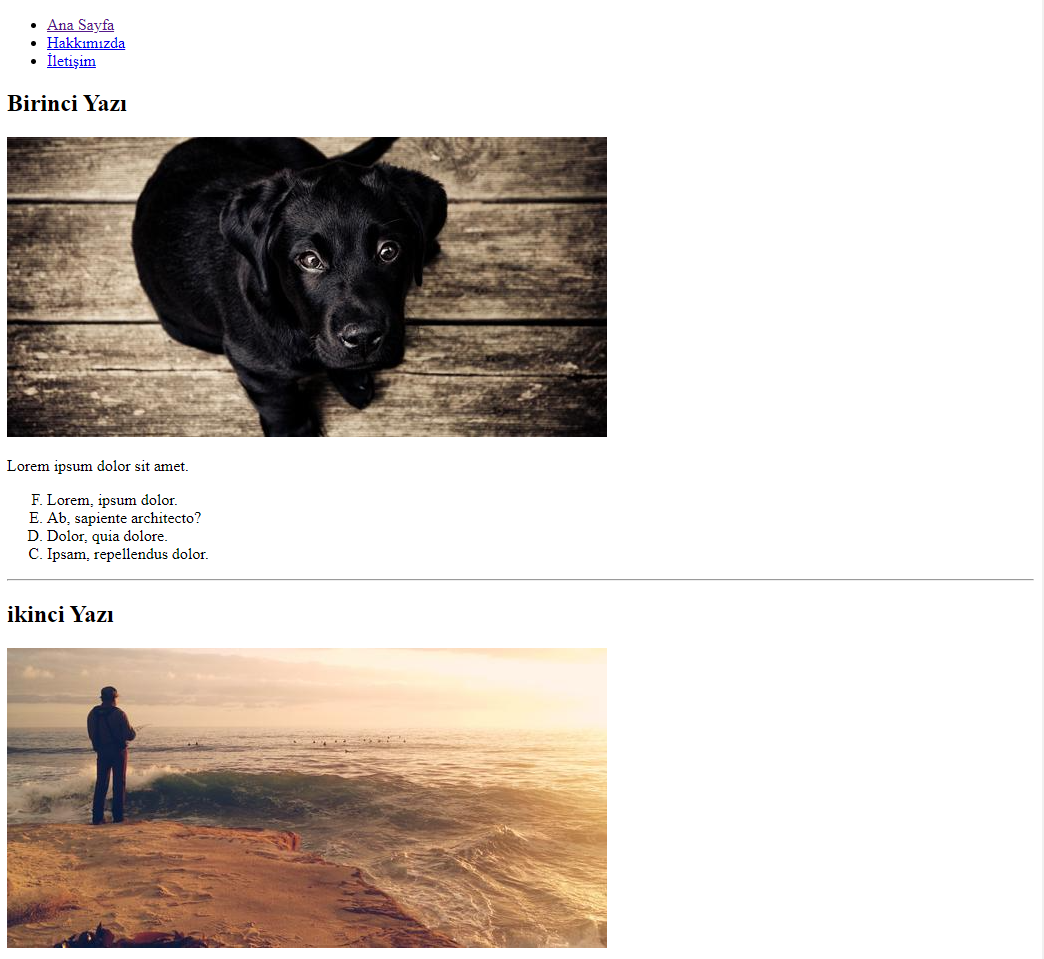 Ana Sayfa
Hakkımızda
İletişim
Birinci Yazı
Lorem ipsum dolor sit amet.
F. Lorem, ipsum dolor.
E. Ab, sapiente architecto?
D. Dolor, quia dolore.
C. Ipsam, repellendus dolor.
ikinci Yazı